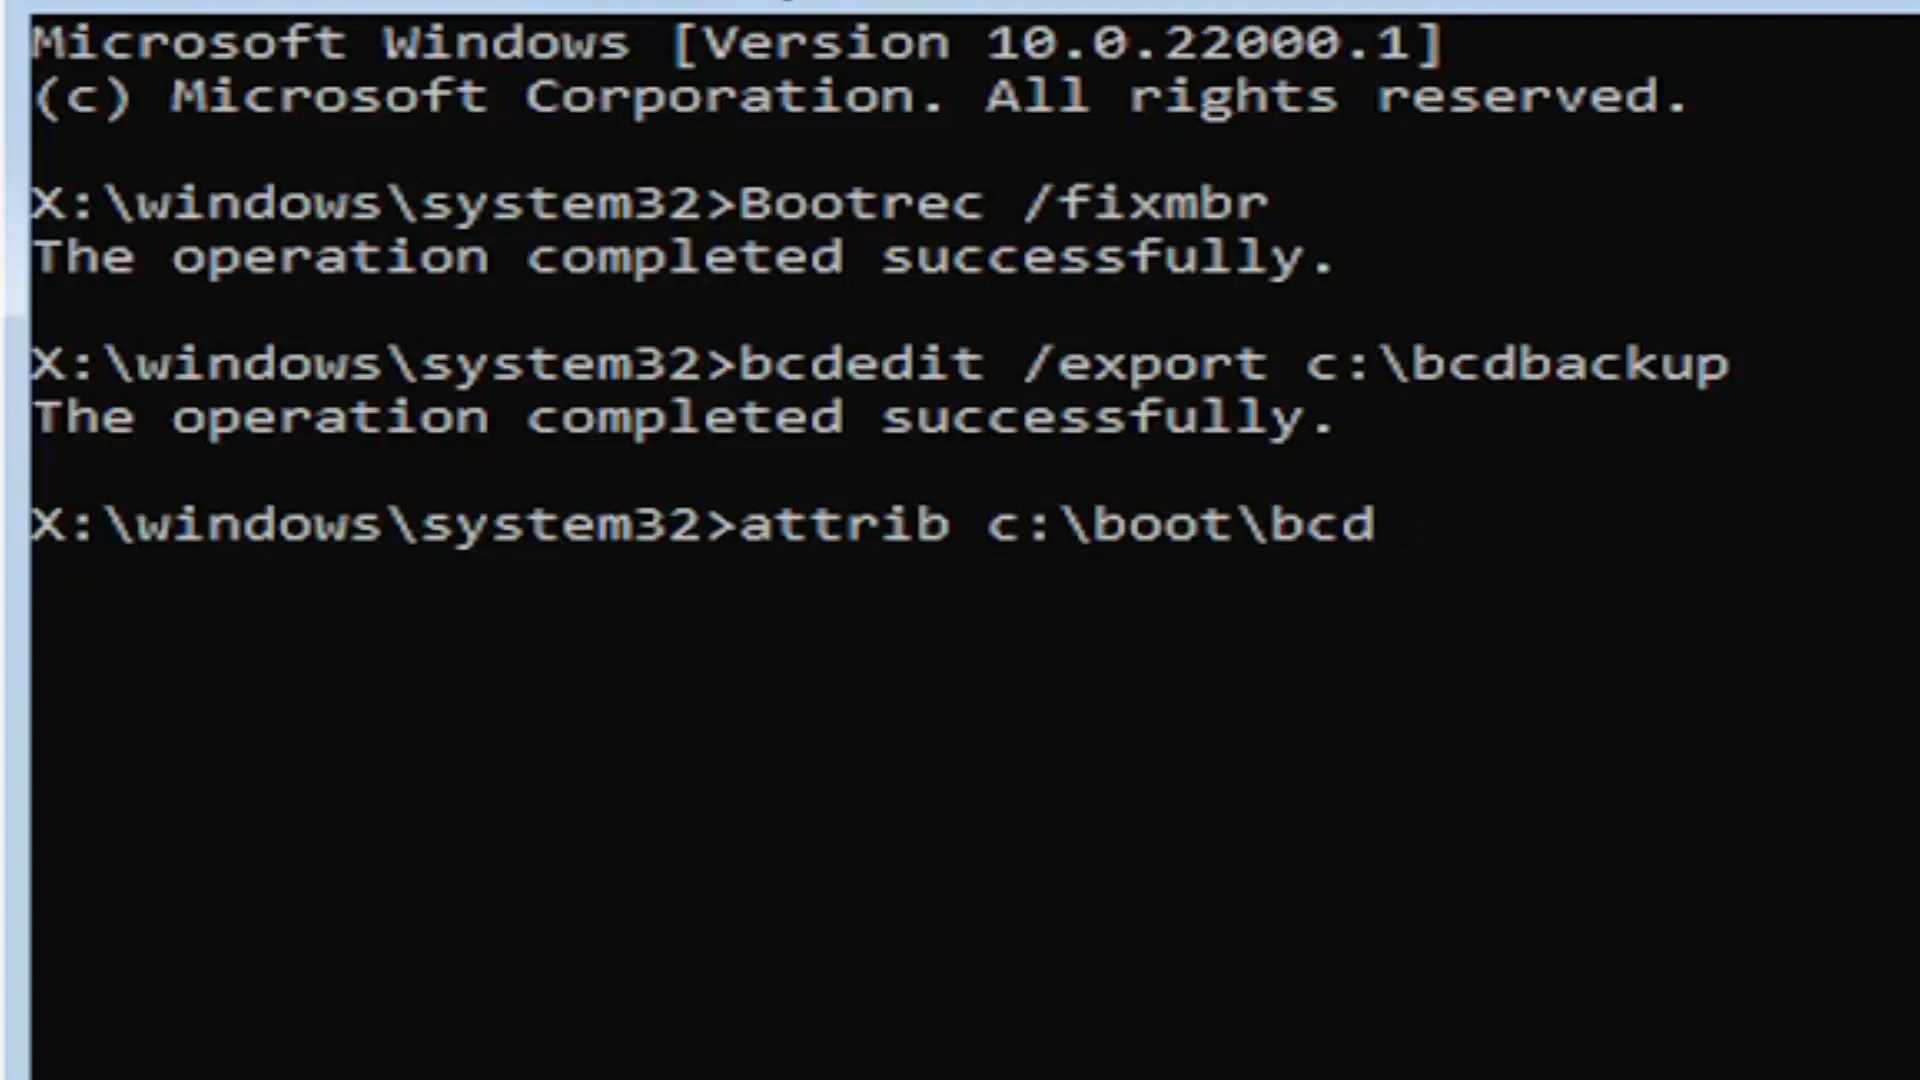 Microsoft Windows [Version 10.0.22000.1]
(c) Microsoft Corporation. All rights reserved.
X:\windows\system32>Bootrec /fixmbr
The operation completed successfully.
X:\windows\system32>bcdedit /export c:\bcdbackup
The operation completed successfully.
X:\windows\system32>attrib c:\boot\bcd